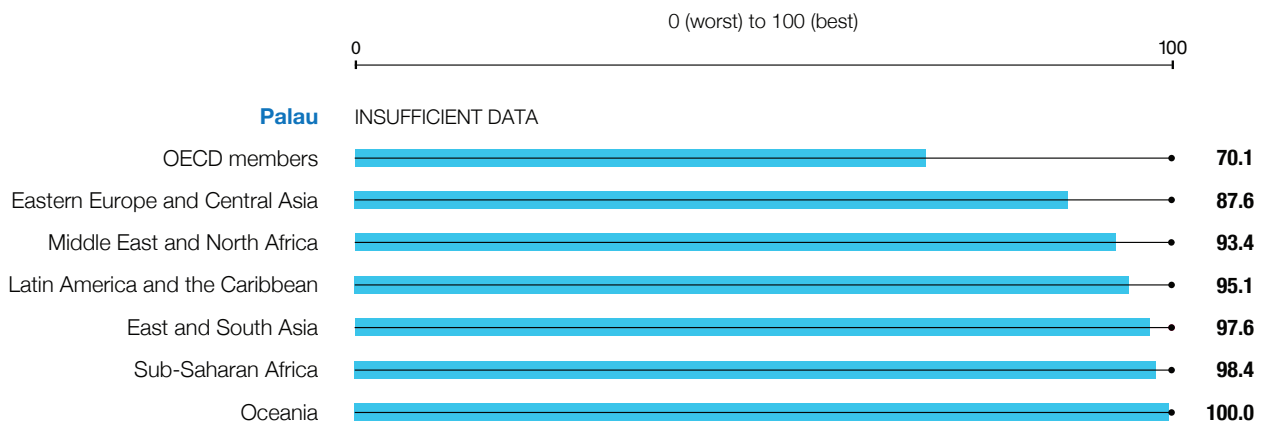 0 (worst) to 100 (best)
0 100
Palau INSUFFICIENT DATA
OECD members 70.1
Eastern Europe and Central Asia 87.6
Middle East and North Africa 93.4
Latin America and the Caribbean 95.1
East and South Asia 97.6
Sub-Saharan Africa 98.4
Oceania 100.0